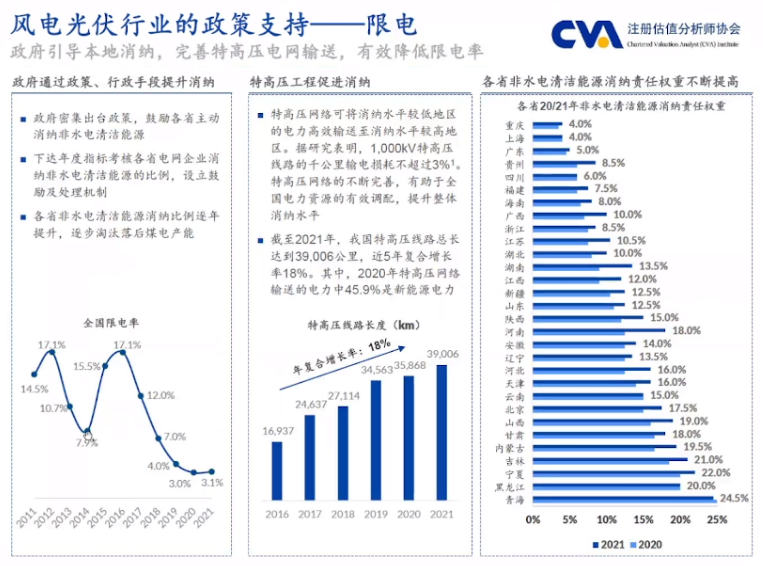 风电光伏行业的政策支持——限电
政府引导本地消纳，完善特高压电网输送，有效降低限电率
CVA 注册估值分析师协会
Chartered Valuation Analyst (CVA) Institute
政府通过政策、行政手段提升消纳
政府密集出台政策，鼓励各省主动
消纳非水电清洁能源
下达年度指标考核各省电网企业消
纳非水电清洁能源的比例，设立鼓
励及处理机制
各省非水电清洁能源消纳比例逐年
提升，逐步淘汰落后煤电产能
全国限电率
17.1%
17.1%
15.5%
14.5%
12.0%
10.7%
7.9%
7.0%
4.0%
3.0%
3.1%
2011 2012 2013 2014 2015 2016 2017 2018 2019 2020 2021
特高压工程促进消纳
特高压网络可将消纳水平较低地区
的电力高效输送至消纳水平较高地
区。据研究表明，1,000kV特高压
线路的千公里输电损耗不超过3%¹。
特高压网络的不断完善，有助于全
国电力资源的有效调配，提升整体
消纳水平
截至2021年，我国特高压线路总长
达到39,006公里，近5年复合增长
率18%。其中，2020年特高压网络
输送的电力中45.9%是新能源电力
特高压线路长度（km）
年复合增长率：18%
16,937
24,637
27,114
34,563
35,868
39,006
2016 2017 2018 2019 2020 2021
各省非水电清洁能源消纳责任权重不断提高
各省20/21年非水电清洁能源消纳责任权重
重庆 4.0%
上海 4.0%
广东 5.0%
贵州 8.5%
四川 6.0%
福建 7.5%
海南 8.0%
广西 10.0%
浙江 8.5%
江苏 10.5%
湖北 10.0%
湖南 13.5%
江西 12.0%
新疆 12.5%
山东 12.5%
陕西 15.0%
河南 18.0%
安徽 14.0%
辽宁 13.5%
河北 16.0%
天津 16.0%
云南 15.0%
北京 17.5%
山西 19.0%
甘肃 18.0%
内蒙古 19.5%
吉林 21.0%
宁夏 22.0%
黑龙江 20.0%
青海 24.5%
0% 5% 10% 15% 20% 25%
2021 2020